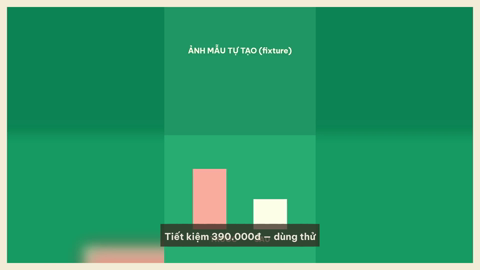 ẢNH MẪU TỰ TẠO (fixture)
Tiết kiệm 390.000đ — dùng thử